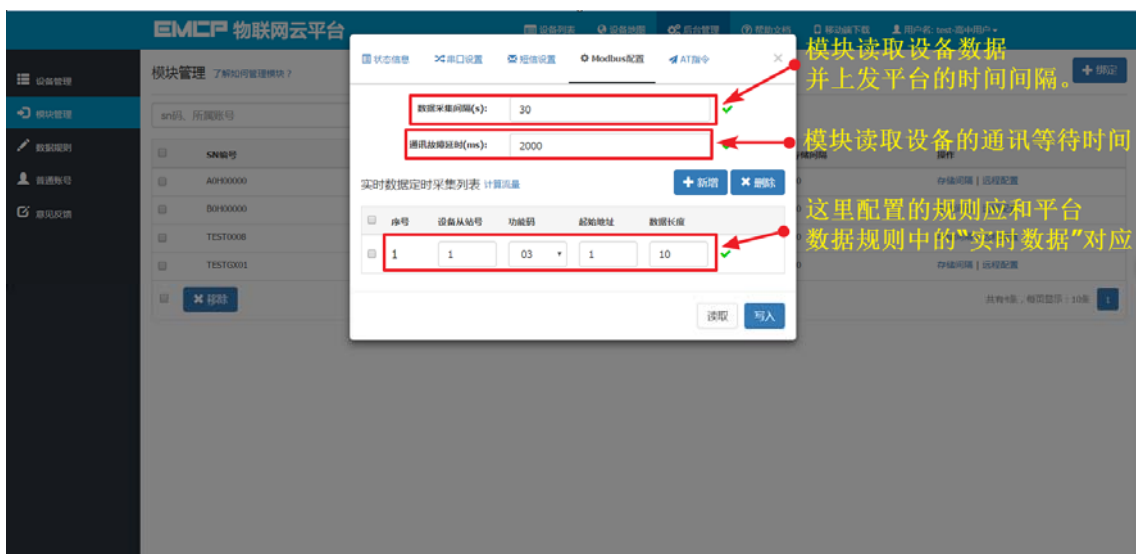 EMCP 物联网云平台
设备列表 设备地图 后台管理 帮助文档 移动端下载 用户名: test-高中用户
设备管理
模块管理
数据规则
普通账号
意见反馈
模块管理 了解如何管理模块？
绑定
sn码、所属账号
SN编号 存储间隔 操作
A0H00000 存储间隔 | 远程配置
B0H00000
TEST0008
TESTGX01 存储间隔 | 远程配置
移除
共有4条，每页显示：10条 1
状态信息 串口设置 短信设置 Modbus配置 AT指令 ×
数据采集间隔(s): 30
通讯故障延时(ms): 2000
实时数据定时采集列表 计算流量 新增 删除
序号 设备从站号 功能码 起始地址 数据长度
1 1 03 1 10
读取 写入
模块读取设备数据
并上发平台的时间间隔。
模块读取设备的通讯等待时间
这里配置的规则应和平台
数据规则中的“实时数据”对应